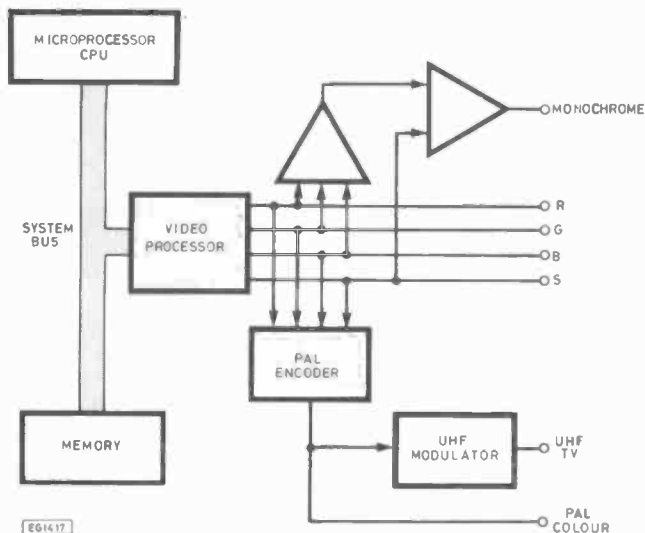 MICROPROCESSOR
CPU
MONOCHROME
R
SYSTEM
BUS
VIDEO
PROCESSOR
G
B
S
PAL
ENCODER
MEMORY
UHF
MODULATOR
UHF
TV
PAL
COLOUR
EG1417